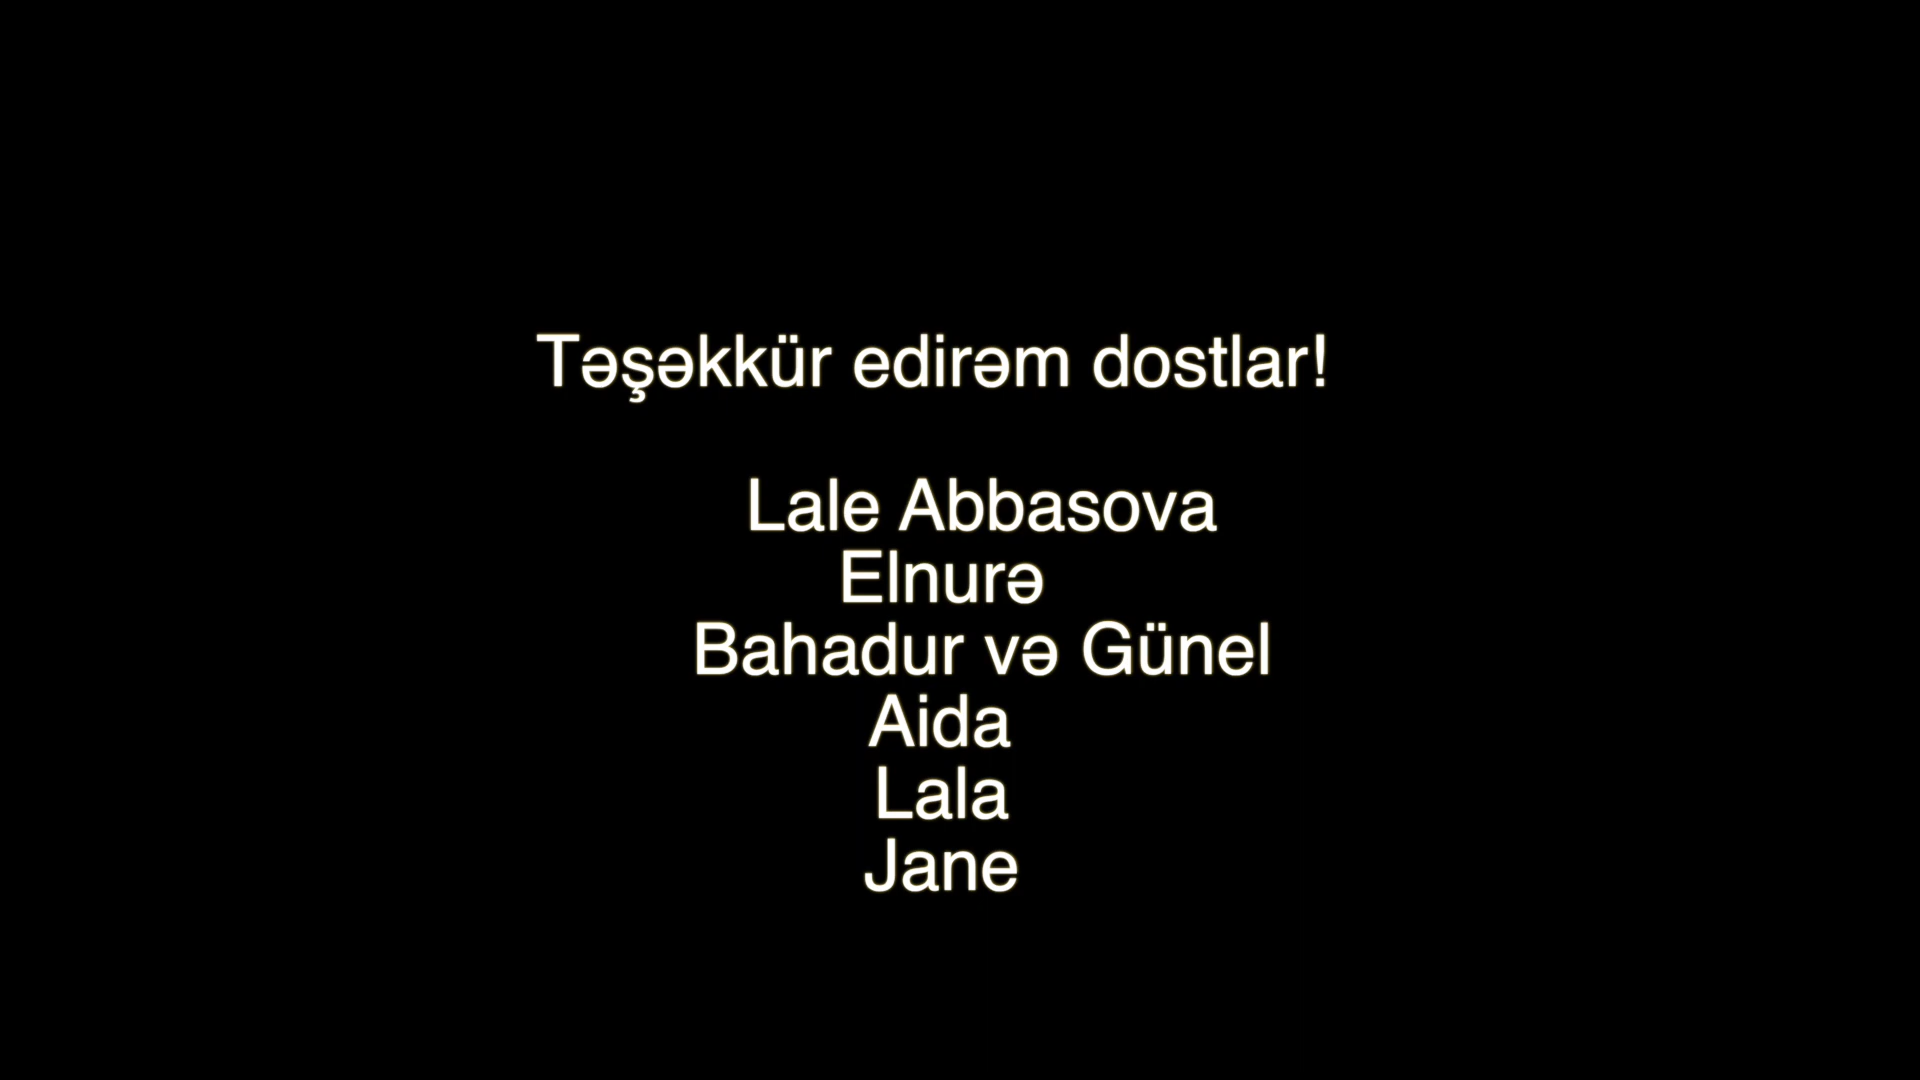 Təşəkkür edirəm dostlar!
Lale Abbasova
Elnurə
Bahadur və Günel
Aida
Lala
Jane